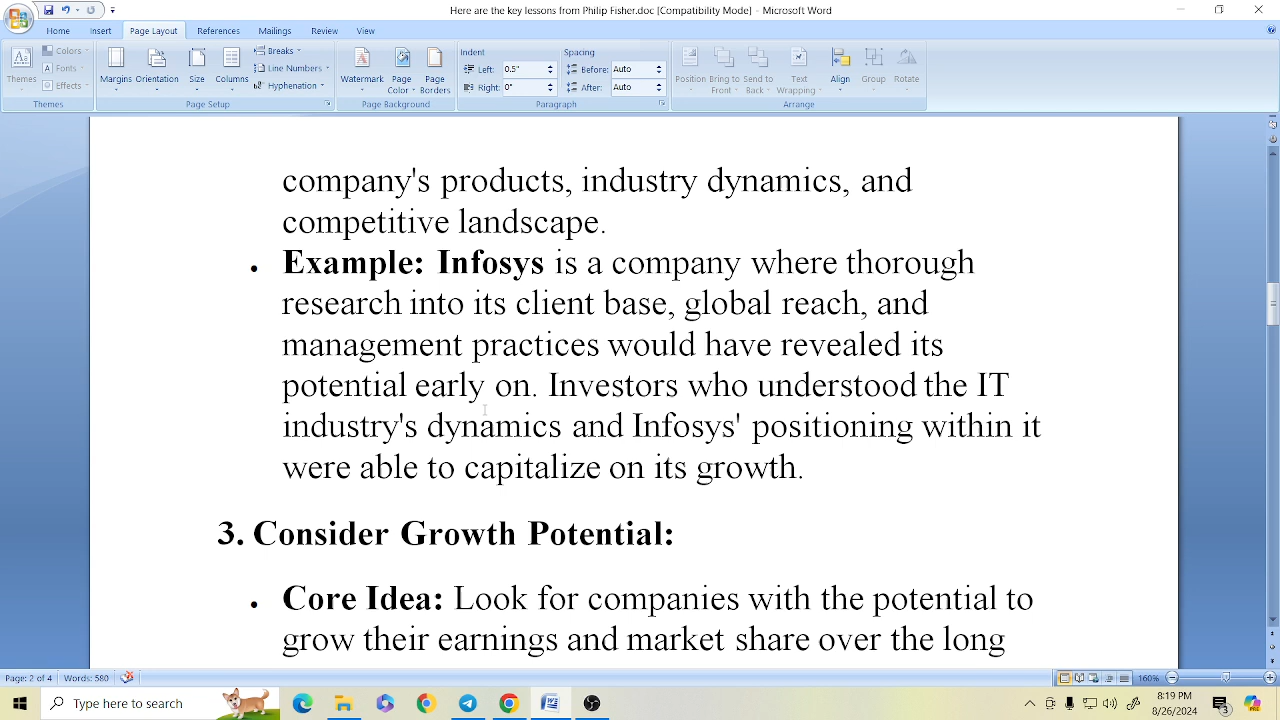 Here are the key lessons from Philip Fisher.doc [Compatibility Mode] - Microsoft Word
Home Insert Page Layout References Mailings Review View
Themes Colors Fonts Effects Margins Orientation Size Columns Breaks Line Numbers Hyphenation Watermark Page Color Page Borders Indent Left: 0.5" Right: 0" Spacing Before: Auto After: Auto Position Bring to Front Send to Back Text Wrapping Align Group Rotate
Themes Page Setup Page Background Paragraph Arrange
company's products, industry dynamics, and
competitive landscape.
• Example: Infosys is a company where thorough
research into its client base, global reach, and
management practices would have revealed its
potential early on. Investors who understood the IT
industry's dynamics and Infosys' positioning within it
were able to capitalize on its growth.
3. Consider Growth Potential:
• Core Idea: Look for companies with the potential to
grow their earnings and market share over the long
Page: 2 of 4 Words: 580 160%
Type here to search 8:19 PM
8/26/2024 3